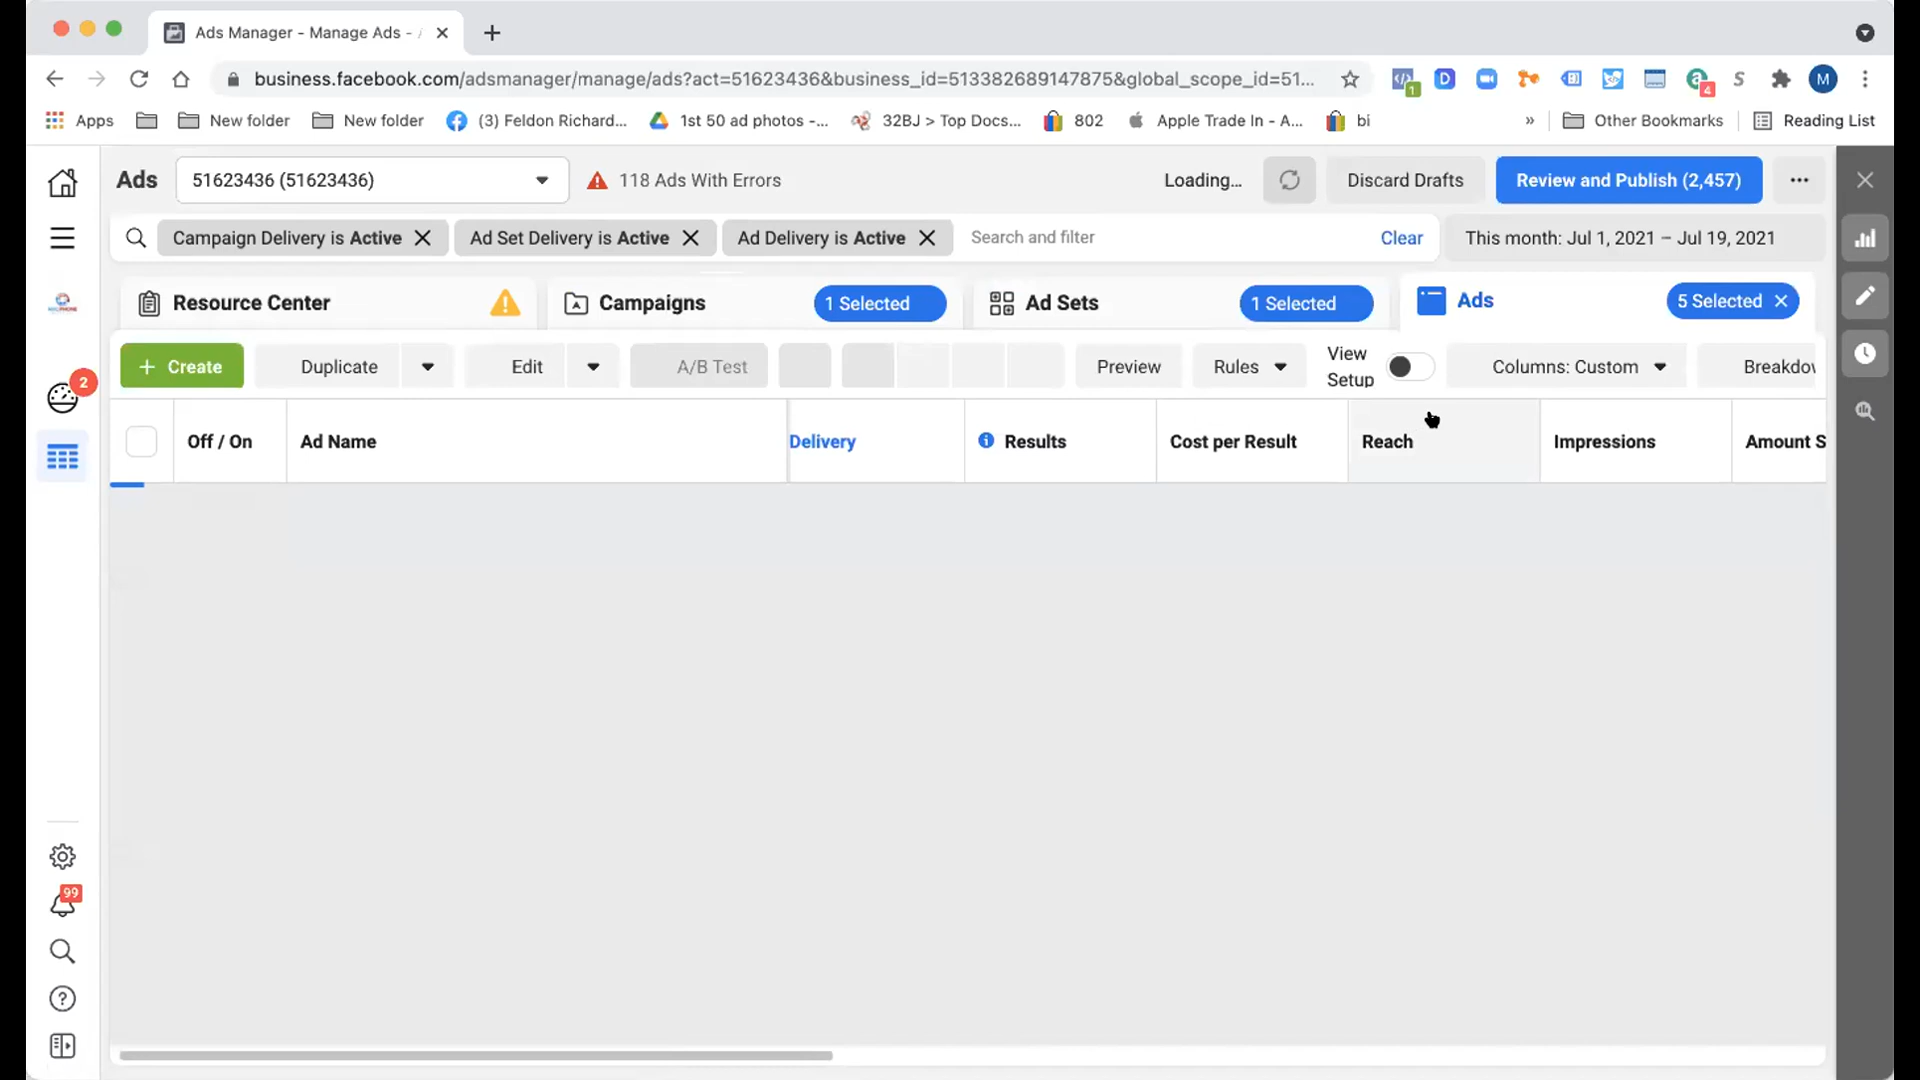 Ads Manager - Manage Ads -
business.facebook.com/adsmanager/manage/ads?act=51623436&business_id=513382689147875&global_scope_id=51...
1
4
M
Apps
New folder
New folder
(3) Feldon Richard...
1st 50 ad photos -...
32BJ > Top Docs...
802
Apple Trade In - A...
bi
»
Other Bookmarks
Reading List
Ads
51623436 (51623436)
118 Ads With Errors
Loading...
Discard Drafts
Review and Publish (2,457)
Campaign Delivery is Active
Ad Set Delivery is Active
Ad Delivery is Active
Search and filter
Clear
This month: Jul 1, 2021 – Jul 19, 2021
Resource Center
Campaigns
1 Selected
Ad Sets
1 Selected
Ads
5 Selected
+ Create
Duplicate
Edit
A/B Test
Preview
Rules
View Setup
Columns: Custom
Breakdov
2
Off / On
Ad Name
Delivery
Results
Cost per Result
Reach
Impressions
Amount S
99